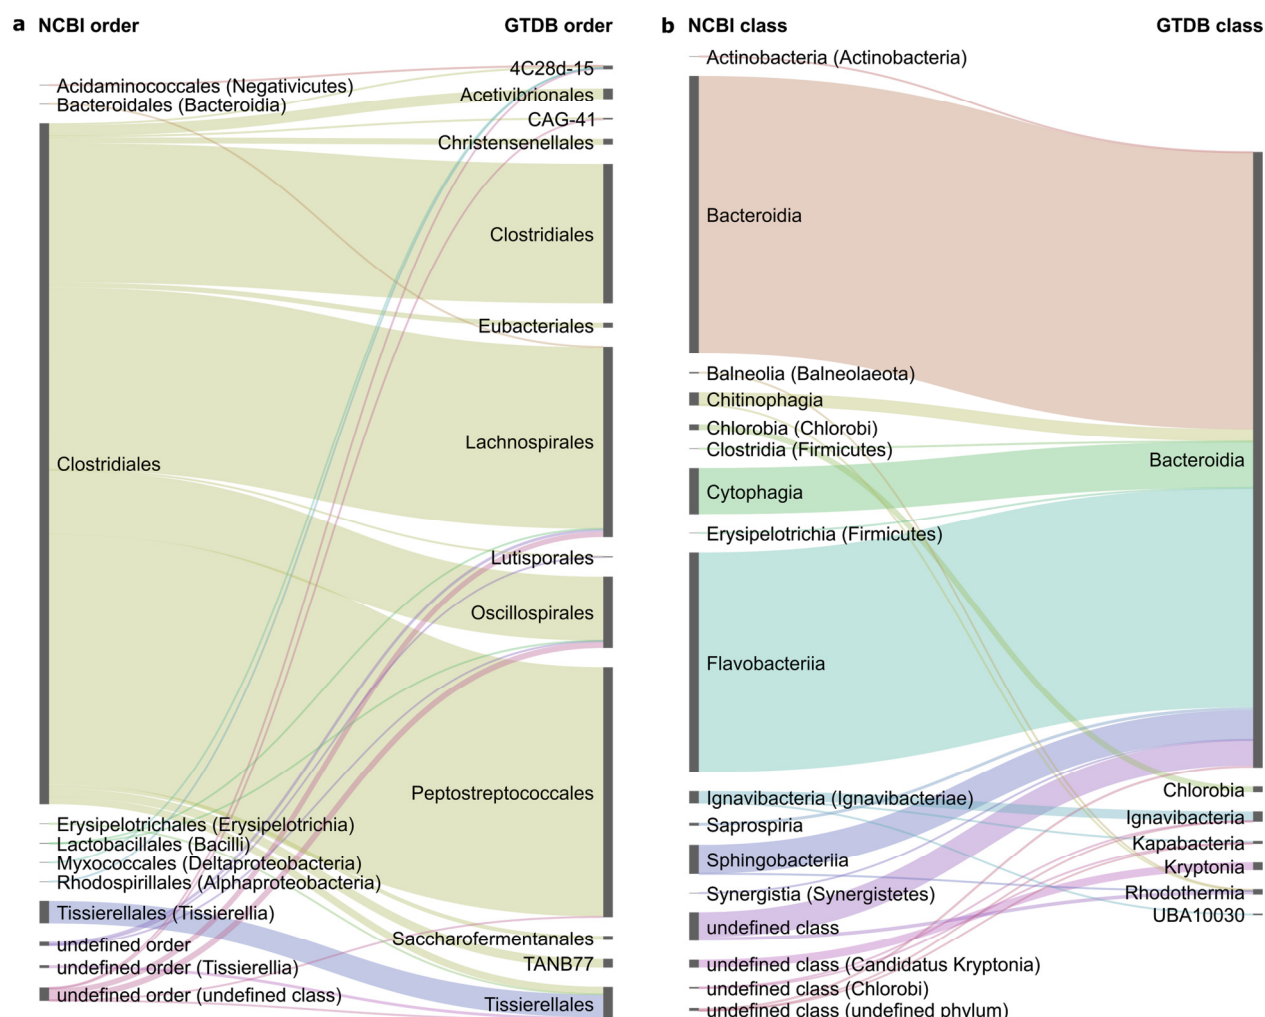 a NCBI order GTDB order
4C28d-15
Acidaminococcales (Negativicutes)
Acetivibrionales
Bacteroidales (Bacteroidia)
CAG-41
Christensenellales
Clostridiales
Eubacteriales
Lachnospirales
Clostridiales
Lutisporales
Oscillospirales
Peptostreptococcales
Erysipelotrichales (Erysipelotrichia)
Lactobacillales (Bacilli)
Myxococcales (Deltaproteobacteria)
Rhodospirillales (Alphaproteobacteria)
Tissierellales (Tissierellia)
Saccharofermentanales
undefined order
TANB77
undefined order (Tissierellia)
undefined order (undefined class)
Tissierellales
b NCBI class GTDB class
Actinobacteria (Actinobacteria)
Bacteroidia
Balneolia (Balneolaeota)
Chitinophagia
Chlorobia (Chlorobi)
Clostridia (Firmicutes)
Bacteroidia
Cytophagia
Erysipelotrichia (Firmicutes)
Flavobacteriia
Chlorobia
Ignavibacteria (Ignavibacteriae)
Ignavibacteria
Saprospiria
Kapabacteria
Sphingobacteriia
Kryptonia
Synergistia (Synergistetes)
Rhodothermia
UBA10030
undefined class
undefined class (Candidatus Kryptonia)
undefined class (Chlorobi)
undefined class (undefined phylum)